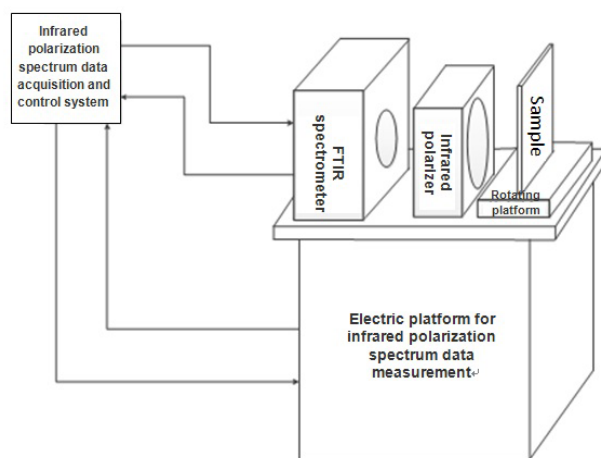 Infrared
polarization
spectrum data
acquisition and
control system
FTIR
spectrometer
Infrared
polarizer
Sample
Rotating
platform
Electric platform for
infrared polarization
spectrum data
measurement↵